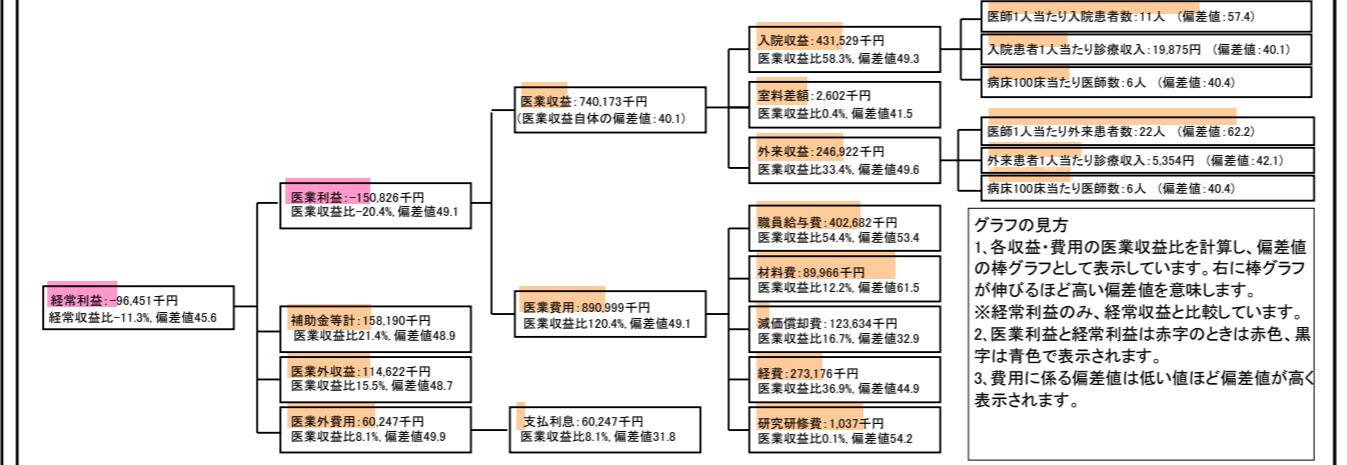 経常利益:-96,451千円
経常収益比-11.3%, 偏差値45.6
医業利益:-150,826千円
医業収益比-20.4%, 偏差値49.1
補助金等計:158,190千円
医業収益比21.4%, 偏差値48.9
医業外収益:114,622千円
医業収益比15.5%, 偏差値48.7
医業外費用:60,247千円
医業収益比8.1%, 偏差値49.9
支払利息:60,247千円
医業収益比8.1%, 偏差値31.8
医業収益:740,173千円
(医業収益自体の偏差値:40.1)
医業費用:890,999千円
医業収益比120.4%, 偏差値49.1
入院収益:431,529千円
医業収益比58.3%, 偏差値49.3
室料差額:2,602千円
医業収益比0.4%, 偏差値41.5
外来収益:246,922千円
医業収益比33.4%, 偏差値49.6
職員給与費:402,682千円
医業収益比54.4%, 偏差値53.4
材料費:89,966千円
医業収益比12.2%, 偏差値61.5
減価償却費:123,634千円
医業収益比16.7%, 偏差値32.9
経費:273,176千円
医業収益比36.9%, 偏差値44.9
研究研修費:1,037千円
医業収益比0.1%, 偏差値54.2
医師1人当たり入院患者数:11人 (偏差値:57.4)
入院患者1人当たり診療収入:19,875円 (偏差値:40.1)
病床100床当たり医師数:6人 (偏差値:40.4)
医師1人当たり外来患者数:22人 (偏差値:62.2)
外来患者1人当たり診療収入:5,354円 (偏差値:42.1)
病床100床当たり医師数:6人 (偏差値:40.4)
グラフの見方
1、各収益・費用の医業収益比を計算し、偏差値
の棒グラフとして表示しています。右に棒グラフ
が伸びるほど高い偏差値を意味します。
※経常利益のみ、経常収益と比較しています。
2、医業利益と経常利益は赤字のときは赤色、黒
字は青色で表示されます。
3、費用に係る偏差値は低い値ほど偏差値が高く
表示されます。